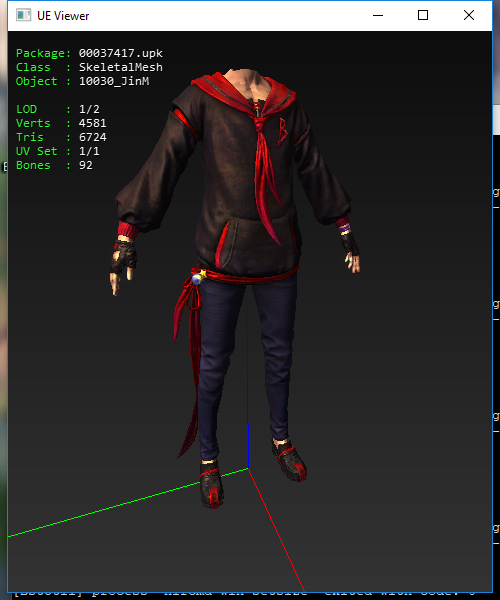 UE Viewer
Package: 00037417.upk
Class : SkeletalMesh
Object : 10030_JinM
LOD : 1/2
Verts : 4581
Tris : 6724
UV Set : 1/1
Bones : 92
B